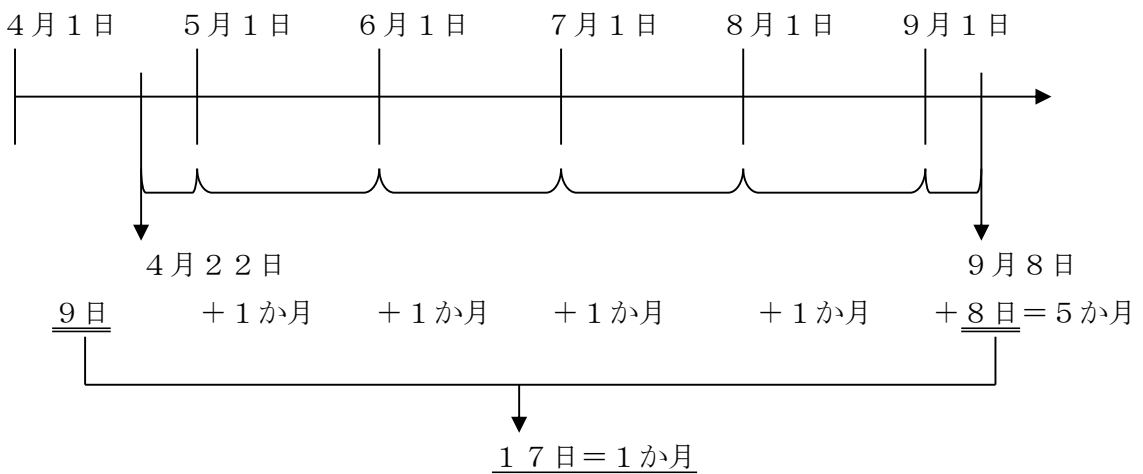 ４月１日 ５月１日 ６月１日 ７月１日 ８月１日 ９月１日
４月２２日 ９月８日
９日 ＋１か月 ＋１か月 ＋１か月 ＋１か月 ＋８日＝５か月
１７日＝１か月